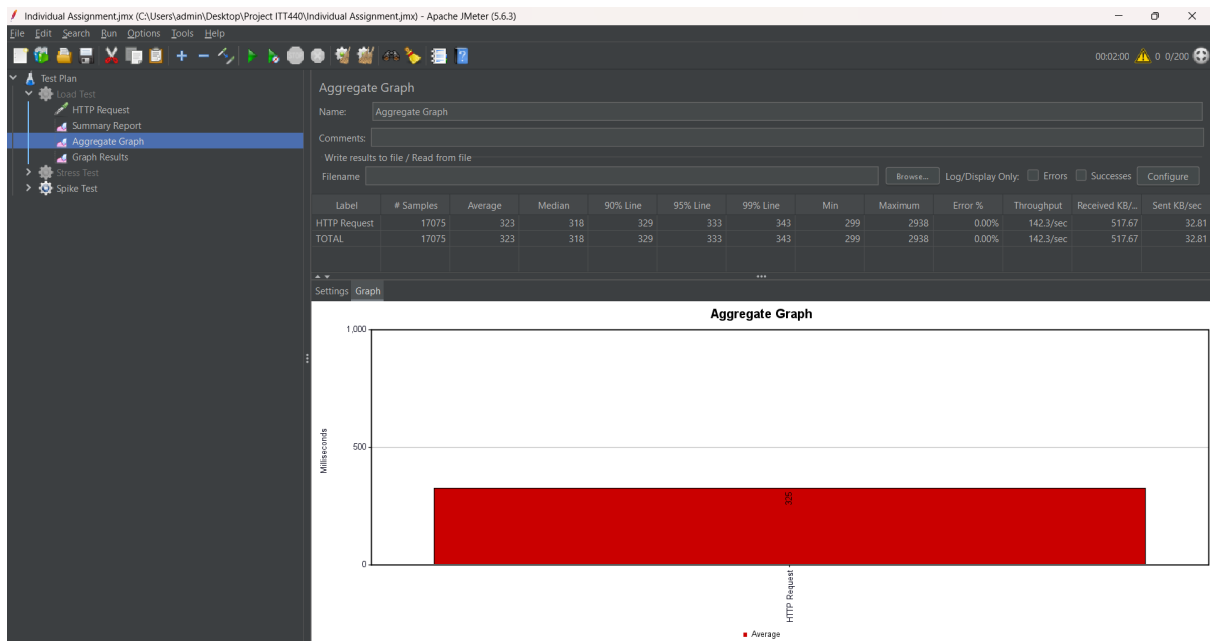 Individual Assignment.jmx (C:\Users\admin\Desktop\Project ITT440\Individual Assignment.jmx) - Apache JMeter (5.6.3)
File Edit Search Run Options Tools Help
00:02:00 0 0/200
Test Plan
Load Test
HTTP Request
Summary Report
Aggregate Graph
Graph Results
Stress Test
Spike Test
Aggregate Graph
Name: Aggregate Graph
Comments:
Write results to file / Read from file
Filename Browse... Log/Display Only: Errors Successes Configure
Label # Samples Average Median 90% Line 95% Line 99% Line Min Maximum Error % Throughput Received KB/... Sent KB/sec
HTTP Request 17075 323 318 329 333 343 299 2938 0.00% 142.3/sec 517.67 32.81
TOTAL 17075 323 318 329 333 343 299 2938 0.00% 142.3/sec 517.67 32.81
Settings Graph
Aggregate Graph
1,000
500
0
Milliseconds
HTTP Request
Average